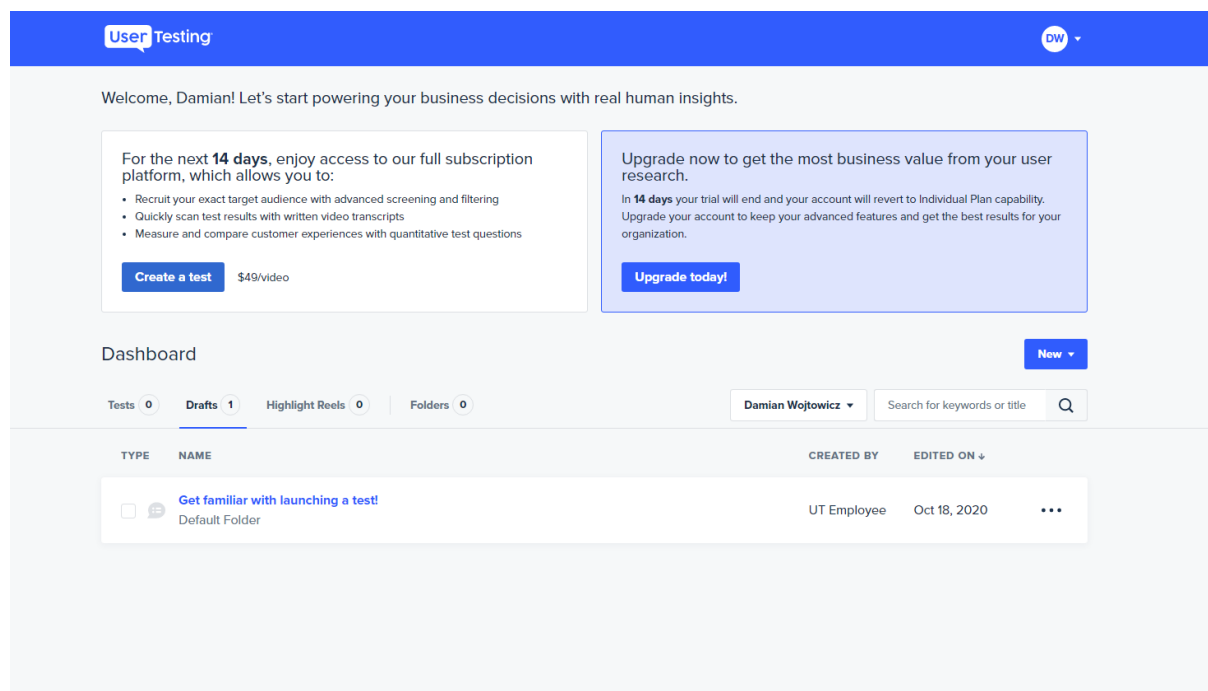 User Testing
DW
Welcome, Damian! Let's start powering your business decisions with real human insights.
For the next 14 days, enjoy access to our full subscription
platform, which allows you to:
• Recruit your exact target audience with advanced screening and filtering
• Quickly scan test results with written video transcripts
• Measure and compare customer experiences with quantitative test questions
Create a test $49/video
Upgrade now to get the most business value from your user
research.
In 14 days your trial will end and your account will revert to Individual Plan capability.
Upgrade your account to keep your advanced features and get the best results for your
organization.
Upgrade today!
Dashboard
New
Tests 0 Drafts 1 Highlight Reels 0 Folders 0
Damian Wojtowicz
Search for keywords or title
TYPE NAME CREATED BY EDITED ON ↓
Get familiar with launching a test!
Default Folder
UT Employee Oct 18, 2020